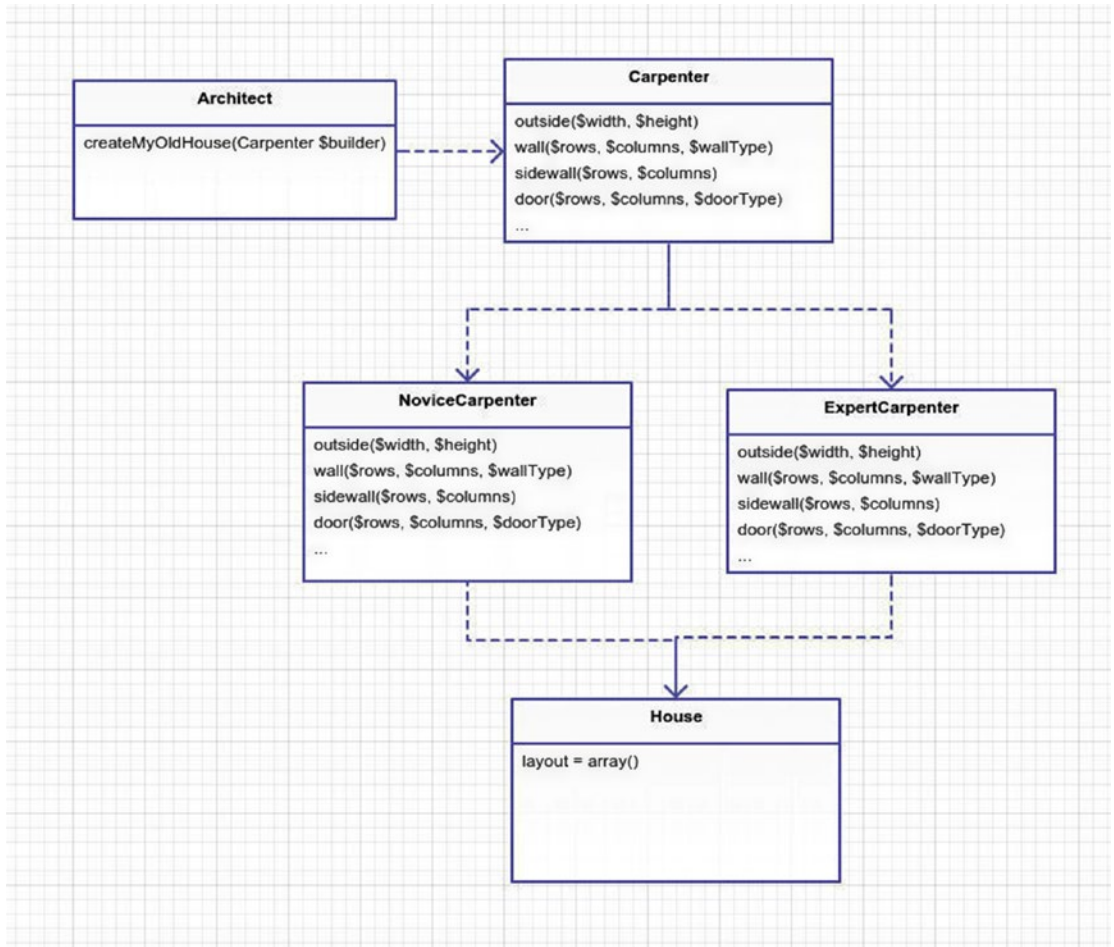 Architect
createMyOldHouse(Carpenter $builder)
Carpenter
outside($width, $height)
wall($rows, $columns, $wallType)
sidewall($rows, $columns)
door($rows, $columns, $doorType)
...
NoviceCarpenter
outside($width, $height)
wall($rows, $columns, $wallType)
sidewall($rows, $columns)
door($rows, $columns, $doorType)
...
ExpertCarpenter
outside($width, $height)
wall($rows, $columns, $wallType)
sidewall($rows, $columns)
door($rows, $columns, $doorType)
...
House
layout = array()